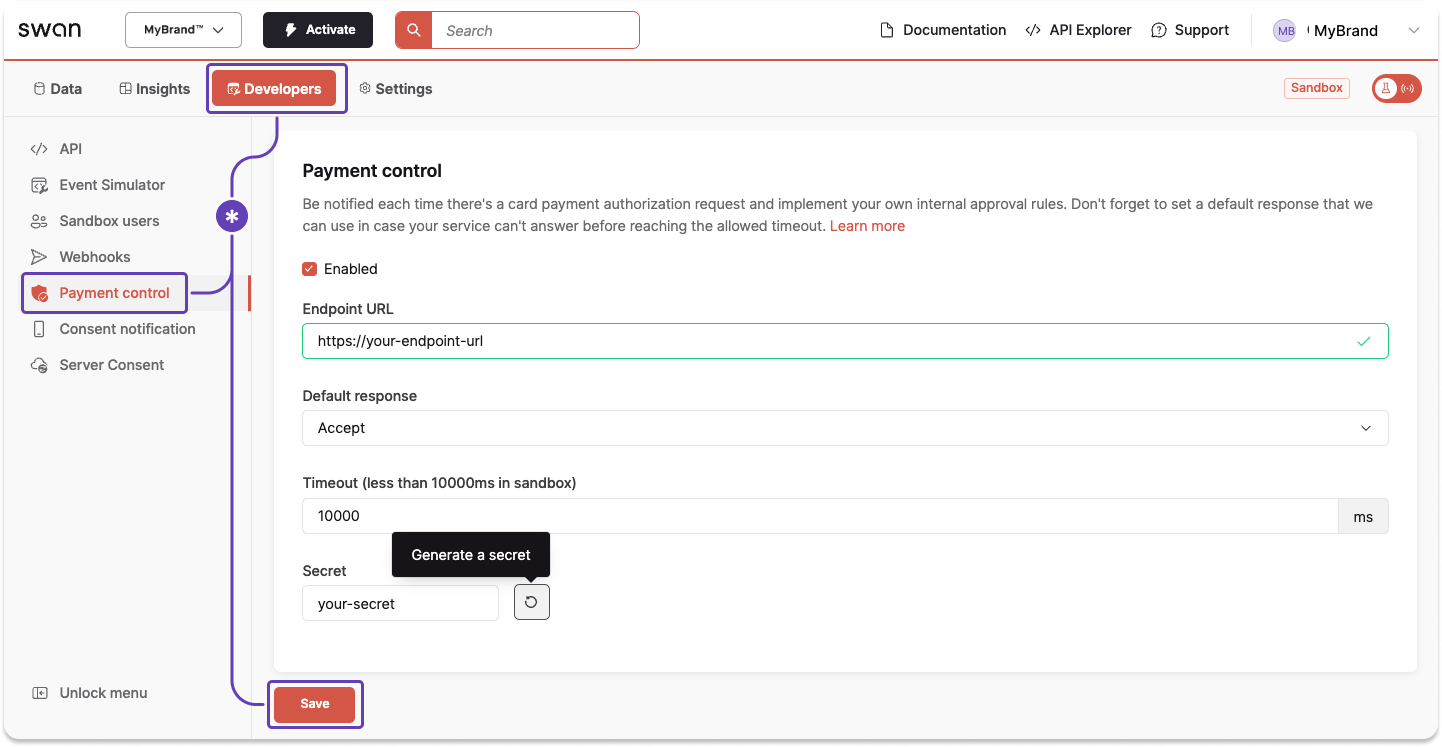 swan
MyBrand™
Activate
Search
Documentation
API Explorer
Support
MB
MyBrand
Data
Insights
Developers
Settings
Sandbox
API
Event Simulator
Sandbox users
Webhooks
Payment control
Consent notification
Server Consent
Unlock menu
Payment control
Be notified each time there's a card payment authorization request and implement your own internal approval rules. Don't forget to set a default response that we
can use in case your service can't answer before reaching the allowed timeout. Learn more
Enabled
Endpoint URL
https://your-endpoint-url
Default response
Accept
Timeout (less than 10000ms in sandbox)
10000
ms
Generate a secret
Secret
your-secret
Save